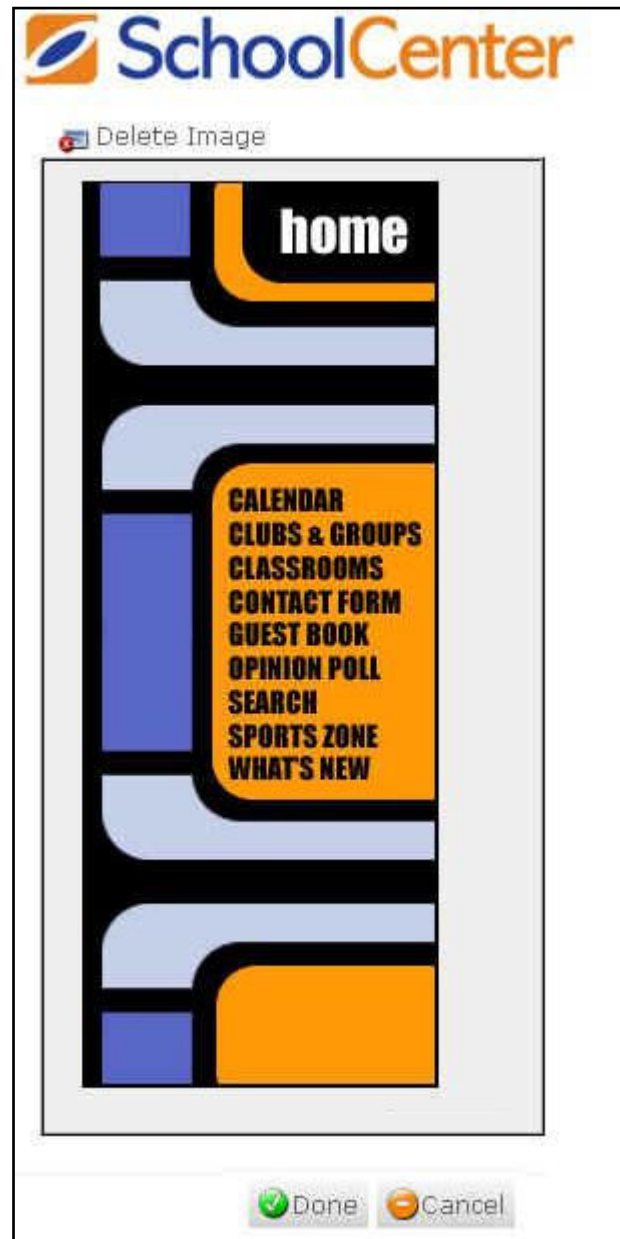 SchoolCenter
Delete Image
home
CALENDAR
CLUBS & GROUPS
CLASSROOMS
CONTACT FORM
GUEST BOOK
OPINION POLL
SEARCH
SPORTS ZONE
WHAT'S NEW
Done Cancel